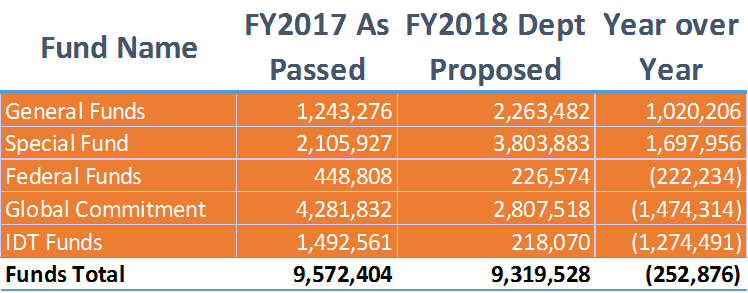 Fund Name FY2017 As Passed FY2018 Dept Proposed Year over Year
General Funds 1,243,276 2,263,482 1,020,206
Special Fund 2,105,927 3,803,883 1,697,956
Federal Funds 448,808 226,574 (222,234)
Global Commitment 4,281,832 2,807,518 (1,474,314)
IDT Funds 1,492,561 218,070 (1,274,491)
Funds Total 9,572,404 9,319,528 (252,876)